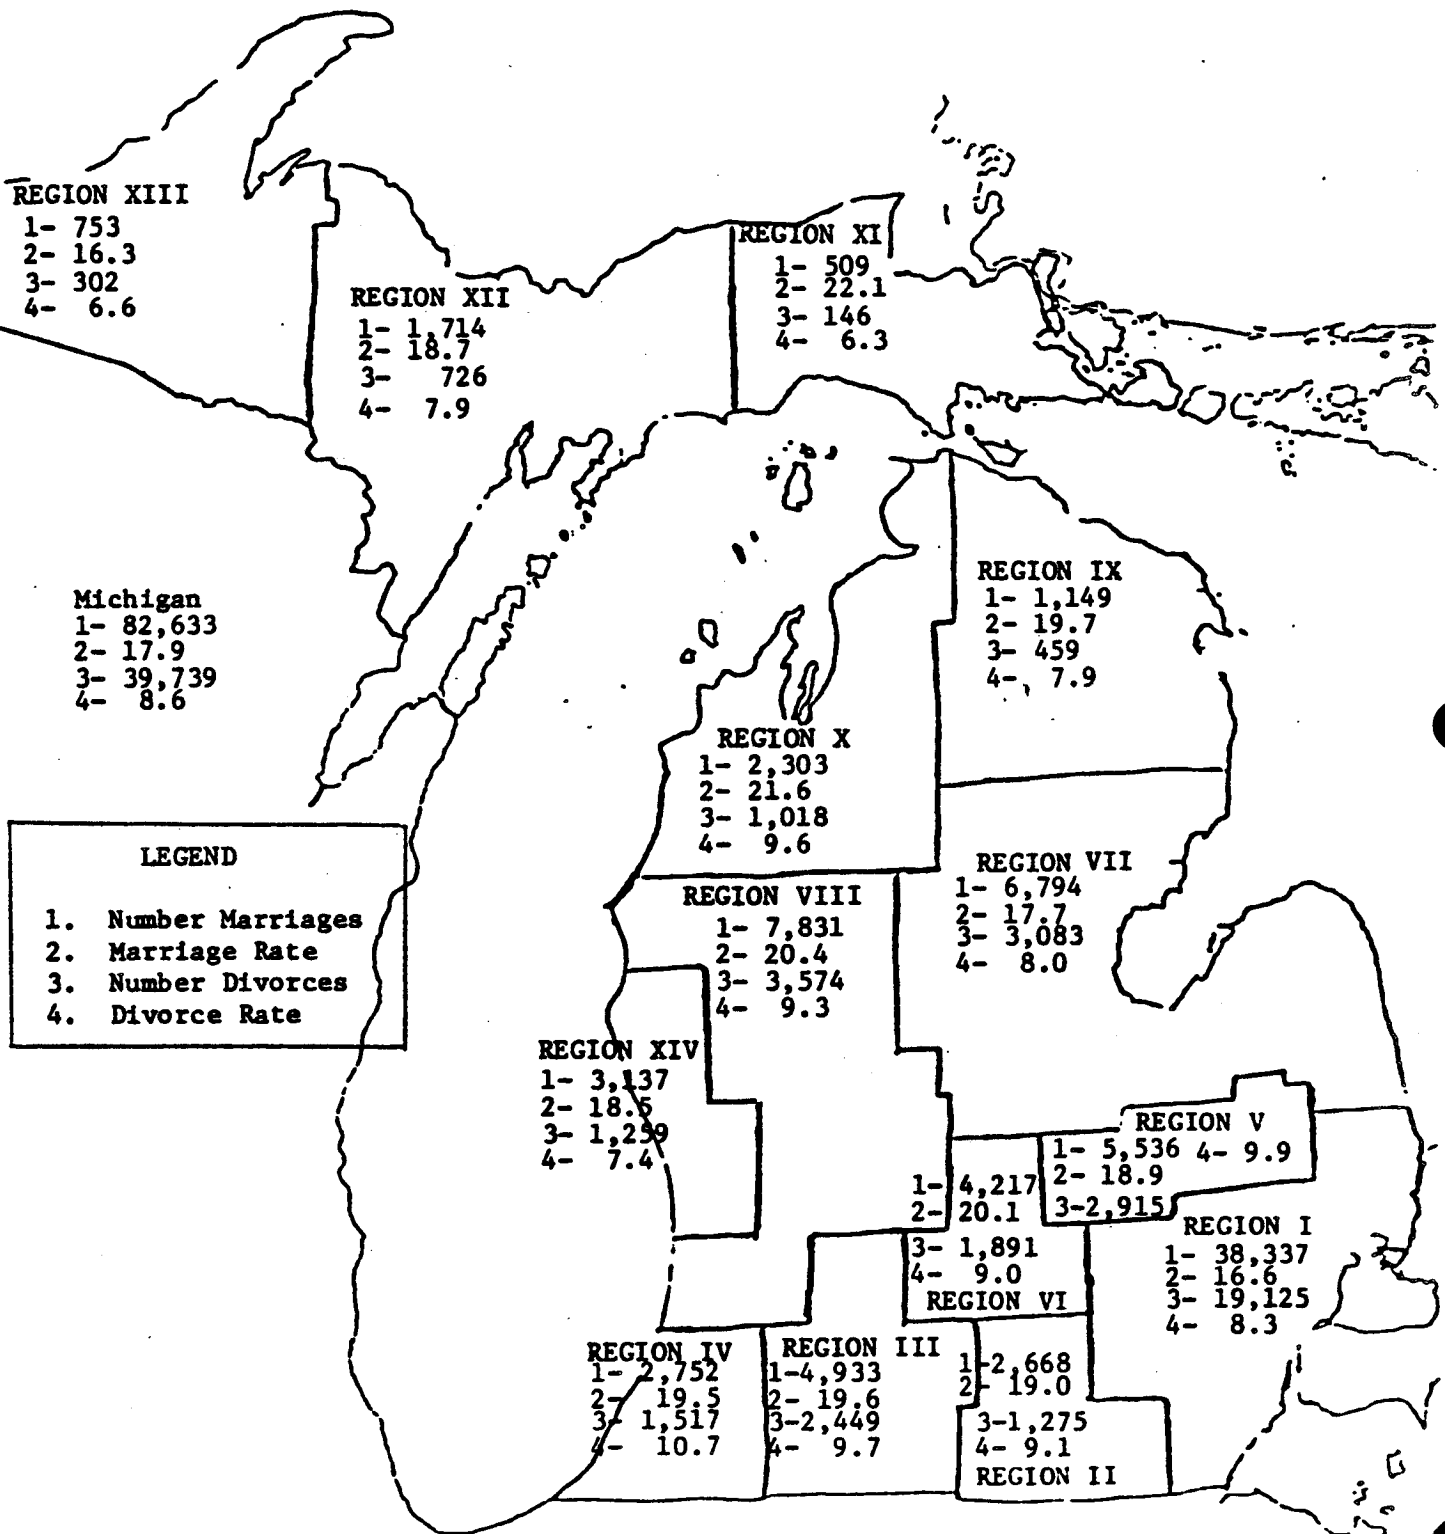 REGION XIII
1- 753
2- 16.3
3- 302
4- 6.6
REGION XII
1- 1,714
2- 18.7
3- 726
4- 7.9
REGION XI
1- 509
2- 22.1
3- 146
4- 6.3
Michigan
1- 82,633
2- 17.9
3- 39,739
4- 8.6
REGION IX
1- 1,149
2- 19.7
3- 459
4- 7.9
REGION X
1- 2,303
2- 21.6
3- 1,018
4- 9.6
LEGEND
1. Number Marriages
2. Marriage Rate
3. Number Divorces
4. Divorce Rate
REGION VIII
1- 7,831
2- 20.4
3- 3,574
4- 9.3
REGION VII
1- 6,794
2- 17.7
3- 3,083
4- 8.0
REGION XIV
1- 3,137
2- 18.5
3- 1,259
4- 7.4
REGION V
1- 5,536 4- 9.9
2- 18.9
3-2,915
1- 4,217
2- 20.1
3- 1,891
4- 9.0
REGION VI
REGION I
1- 38,337
2- 16.6
3- 19,125
4- 8.3
REGION IV
1- 2,752
2- 19.5
3- 1,517
4- 10.7
REGION III
1-4,933
2- 19.6
3-2,449
4- 9.7
1-2,668
2- 19.0
3-1,275
4- 9.1
REGION II